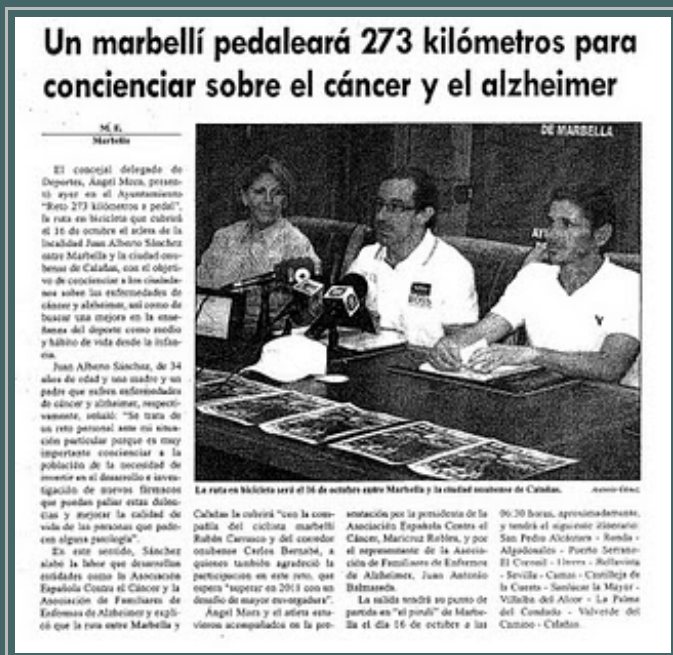 Un marbellí pedaleará 273 kilómetros para
concienciar sobre el cáncer y el alzheimer
M. E.
Marbella
El concejal delegado de
Deportes, Ángel Mora, presen-
tó ayer en el Ayuntamiento
"Reto 273 kilómetros a pedal",
la ruta en bicicleta que cubrirá
el 16 de octubre el atleta de la
localidad Juan Alberto Sánchez
entre Marbella y la ciudad onu-
bense de Calañas, con el objeti-
vo de concienciar a los ciudada-
nos sobre las enfermedades de
cáncer y alzheimer, así como de
buscar una mejora en la ense-
ñanza del deporte como medio
y hábito de vida desde la infan-
cia.
Juan Alberto Sánchez, de 34
años de edad y una madre y un
padre que sufren enfermedades
de cáncer y alzheimer, respecti-
vamente, señaló: "Se trata de
un reto personal ante mi situa-
ción particular porque es muy
importante concienciar a la
población de la necesidad de
invertir en el desarrollo e inves-
tigación de nuevos fármacos
que puedan paliar estas dolen-
cias y mejorar la calidad de
vida de las personas que pade-
cen alguna patología".
En este sentido, Sánchez
alabó la labor que desarrollan
entidades como la Asociación
Española Contra el Cáncer y la
Asociación de Familiares de
Enfermos de Alzheimer y expli-
có que la ruta entre Marbella y
DE MARBELLA
La ruta en bicicleta será el 16 de octubre entre Marbella y la ciudad onubense de Calañas.
Calañas la cubrirá "con la com-
pañía del ciclista marbellí
Rubén Carrasco y del corredor
onubense Carlos Bernabé, a
quienes también agradeció la
participación en este reto, que
espera "superar en 2011 con un
desafío de mayor envergadura".
Ángel Mora y el atleta estu-
vieron acompañados en la pre-
sentación por la presidenta de la
Asociación Española Contra el
Cáncer, Maricruz Robles, y por
el representante de la Asocia-
ción de Familiares de Enfermos
de Alzheimer, Juan Antonio
Balmaseda.
La salida tendrá su punto de
partida en "el pirulí" de Marbe-
lla el día 16 de octubre a las
06:30 horas, aproximadamente,
y tendrá el siguiente itinerario:
San Pedro Alcántara - Ronda -
Algodonales - Puerto Serrano-
El Coronil - Utrera - Bellavista
- Sevilla - Camas - Castilleja de
la Cuesta - Sanlúcar la Mayor -
Villalba del Alcor - La Palma
del Condado - Valverde del
Camino - Calañas.